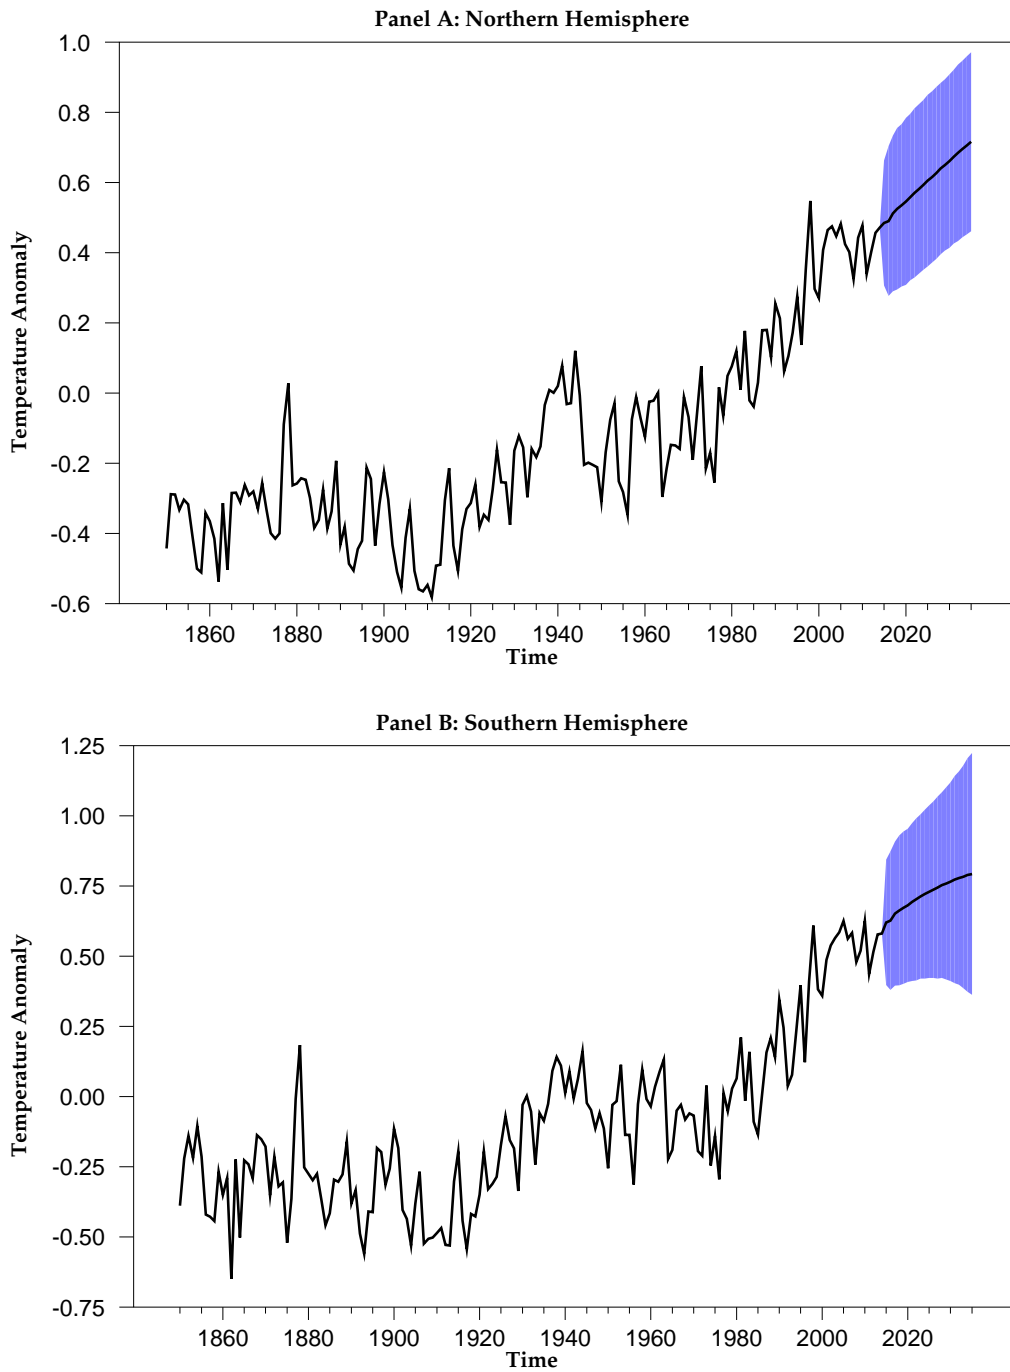 Panel A: Northern Hemisphere
1.0
0.8
0.6
0.4
0.2
0.0
-0.2
-0.4
-0.6
Temperature Anomaly
1860 1880 1900 1920 1940 1960 1980 2000 2020
Time
Panel B: Southern Hemisphere
1.25
1.00
0.75
0.50
0.25
0.00
-0.25
-0.50
-0.75
Temperature Anomaly
1860 1880 1900 1920 1940 1960 1980 2000 2020
Time